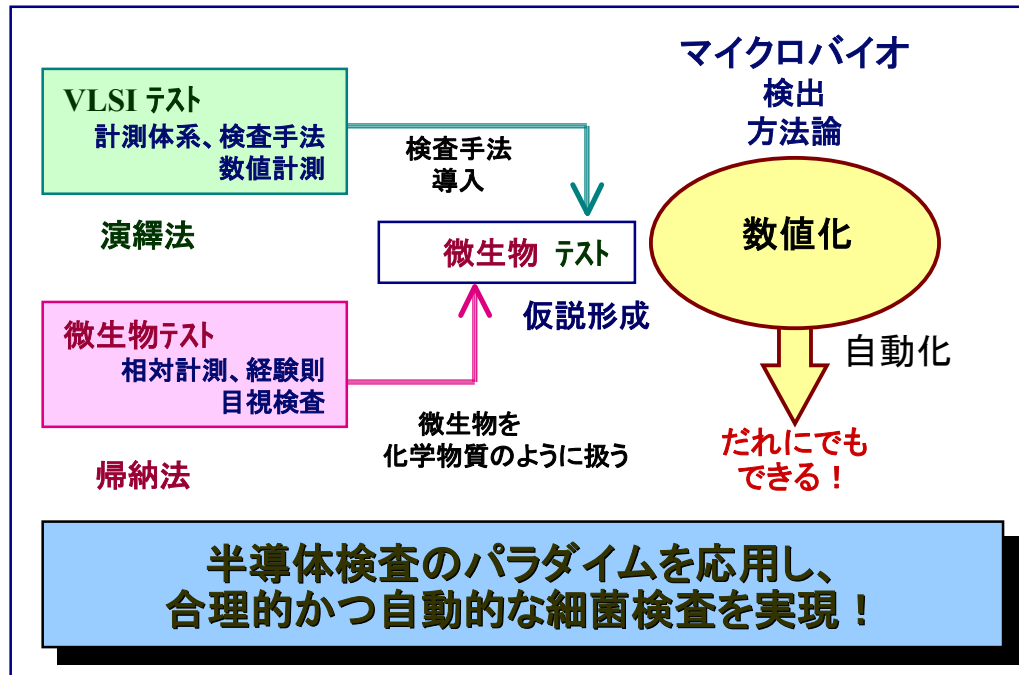 VLSI テスト
計測体系、検査手法
数値計測
演繹法
微生物テスト
相対計測、経験則
目視検査
帰納法
検査手法
導入
微生物 テスト
仮説形成
微生物を
化学物質のように扱う
マイクロバイオ
検出
方法論
数値化
自動化
だれにでも
できる！
半導体検査のパラダイムを応用し、
合理的かつ自動的な細菌検査を実現！